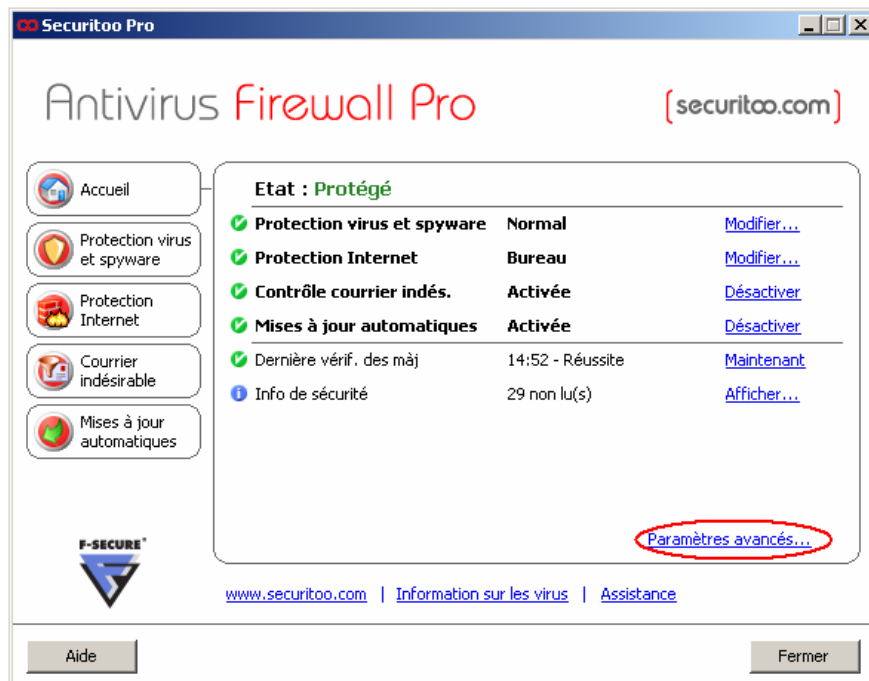 Securitoo Pro
Antivirus Firewall Pro
[securitoo.com]
Accueil
Protection virus
et spyware
Protection
Internet
Courrier
indésirable
Mises à jour
automatiques
F-SECURE®
Etat : Protégé
Protection virus et spyware Normal Modifier...
Protection Internet Bureau Modifier...
Contrôle courrier indés. Activée Désactiver
Mises à jour automatiques Activée Désactiver
Dernière vérif. des màj 14:52 - Réussite Maintenant
Info de sécurité 29 non lu(s) Afficher...
Paramètres avancés...
www.securitoo.com | Information sur les virus | Assistance
Aide
Fermer